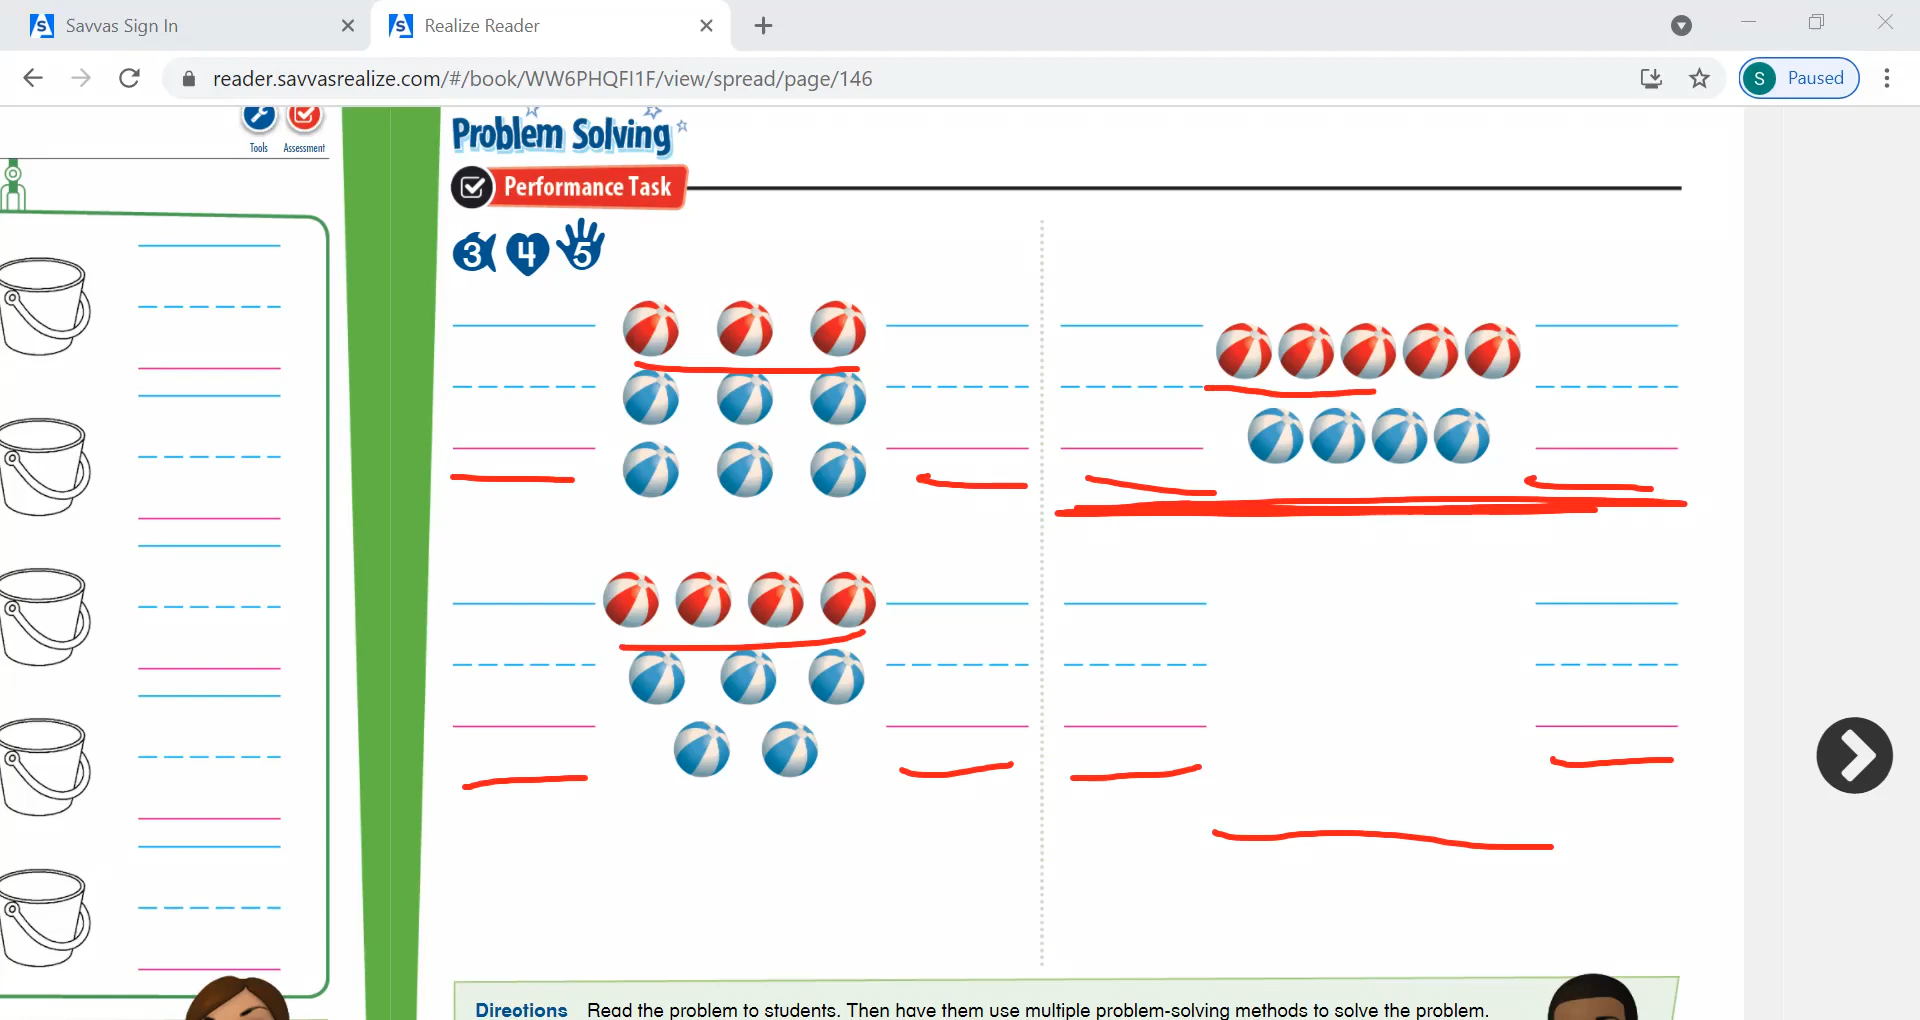 Savvas Sign In
Realize Reader
reader.savvasrealize.com/#/book/WW6PHQFI1F/view/spread/page/146
S Paused
Tools Assessment
Problem Solving
Performance Task
3 4 5
Directions Read the problem to students. Then have them use multiple problem-solving methods to solve the problem.